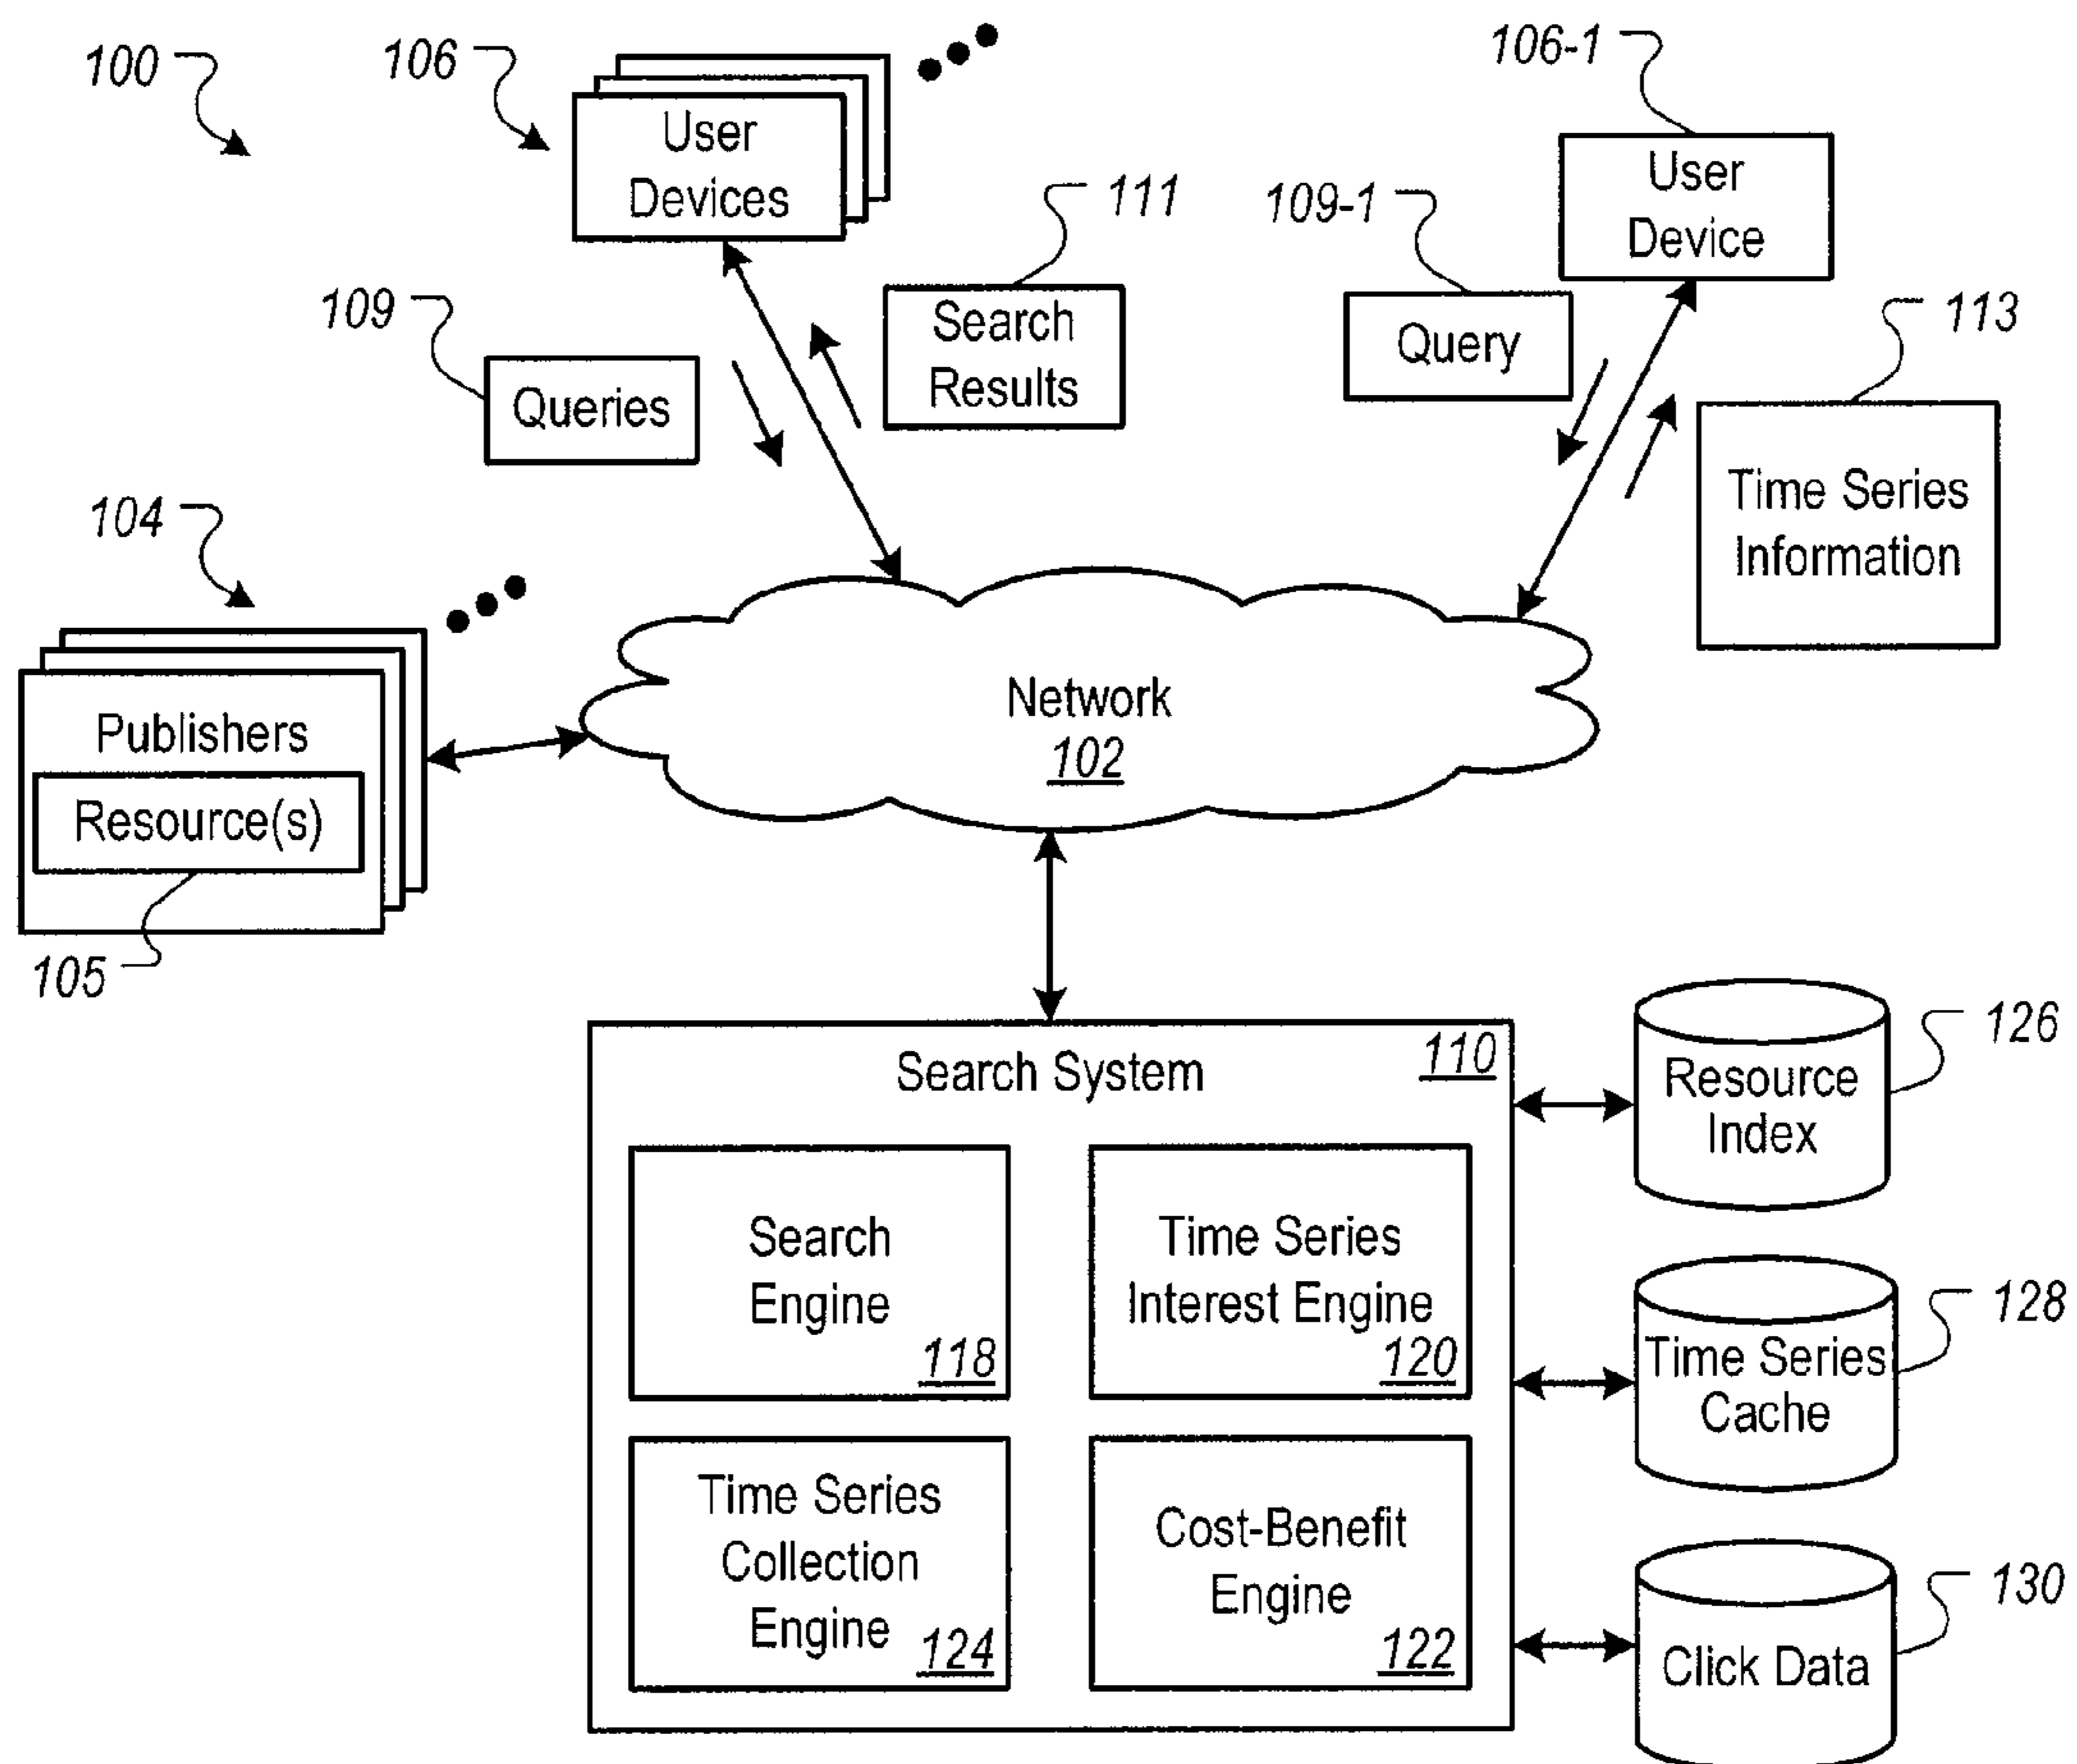 100
106
User
Devices
106-1
User
Device
111
Search
Results
109
Queries
109-1
Query
113
Time Series
Information
104
Publishers
Resource(s)
105
Network
102
Search System
110
Search
Engine
118
Time Series
Interest Engine
120
Time Series
Collection
Engine
124
Cost-Benefit
Engine
122
Resource
Index
126
Time Series
Cache
128
Click Data
130